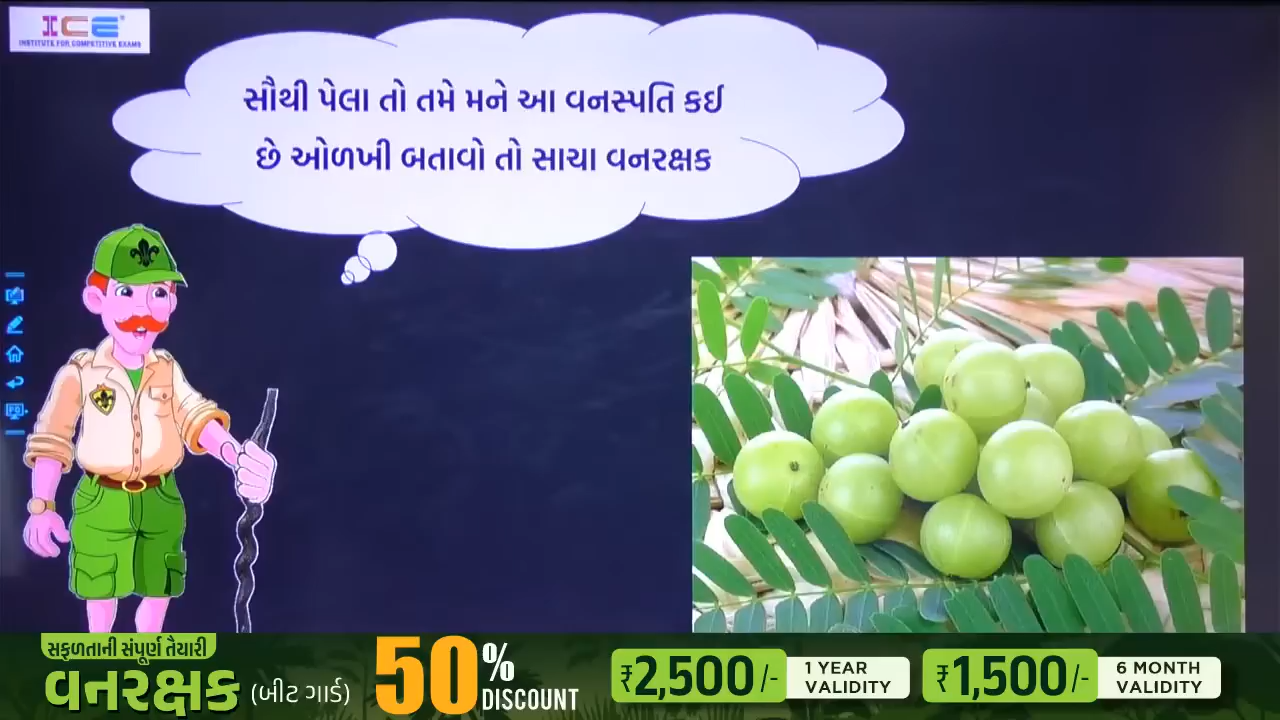 ICE
INSTITUTE FOR COMPETITIVE EXAMS
સૌથી પેલા તો તમે મને આ વનસ્પતિ કઈ
છે ઓળખી બતાવો તો સાચા વનરક્ષક
સફળતાની સંપૂર્ણ તૈયારી
વનરક્ષક (બીટ ગાર્ડ)
50% DISCOUNT
₹2,500/- 1 YEAR VALIDITY
₹1,500/- 6 MONTH VALIDITY